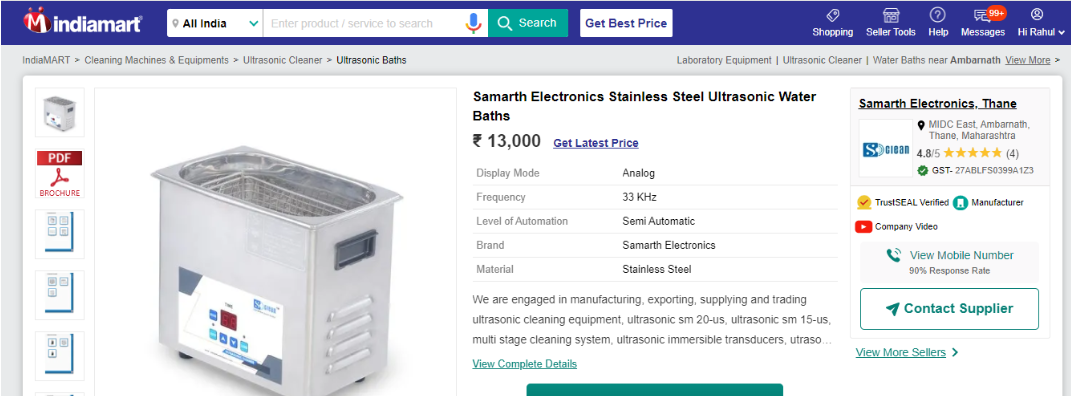 indiamart
All India
Enter product / service to search
Search
Get Best Price
Shopping
Seller Tools
Help
99+
Messages
Hi Rahul
IndiaMART > Cleaning Machines & Equipments > Ultrasonic Cleaner > Ultrasonic Baths
Laboratory Equipment | Ultrasonic Cleaner | Water Baths near Ambarnath View More >
PDF
BROCHURE
Samarth Electronics Stainless Steel Ultrasonic Water
Baths
₹ 13,000 Get Latest Price
Display Mode Analog
Frequency 33 KHz
Level of Automation Semi Automatic
Brand Samarth Electronics
Material Stainless Steel
We are engaged in manufacturing, exporting, supplying and trading
ultrasonic cleaning equipment, ultrasonic sm 20-us, ultrasonic sm 15-us,
multi stage cleaning system, ultrasonic immersible transducers, utraso...
View Complete Details
Samarth Electronics, Thane
MIDC East, Ambarnath,
Thane, Maharashtra
4.8/5 (4)
GST- 27ABLFS0399A1Z3
TrustSEAL Verified Manufacturer
Company Video
View Mobile Number
90% Response Rate
Contact Supplier
View More Sellers >